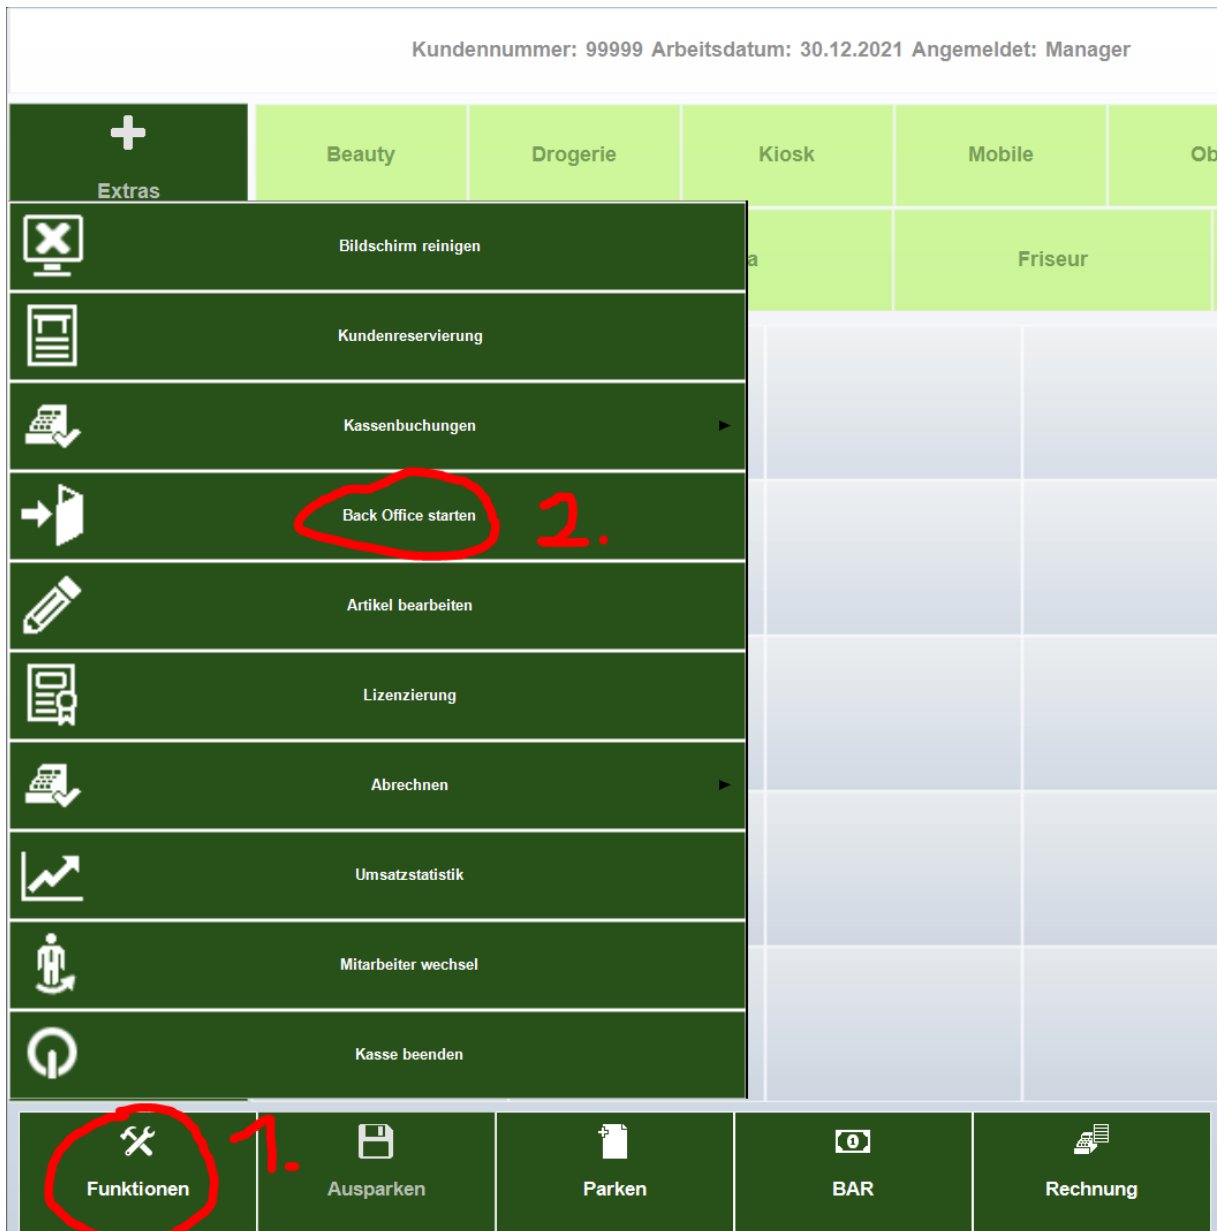 Kundennummer: 99999 Arbeitsdatum: 30.12.2021 Angemeldet: Manager
Extras
Beauty
Drogerie
Kiosk
Mobile
Ob
a
Friseur
Bildschirm reinigen
Kundenreservierung
Kassenbuchungen
Back Office starten
2.
Artikel bearbeiten
Lizenzierung
Abrechnen
Umsatzstatistik
Mitarbeiter wechsel
Kasse beenden
1.
Funktionen
Ausparken
Parken
BAR
Rechnung